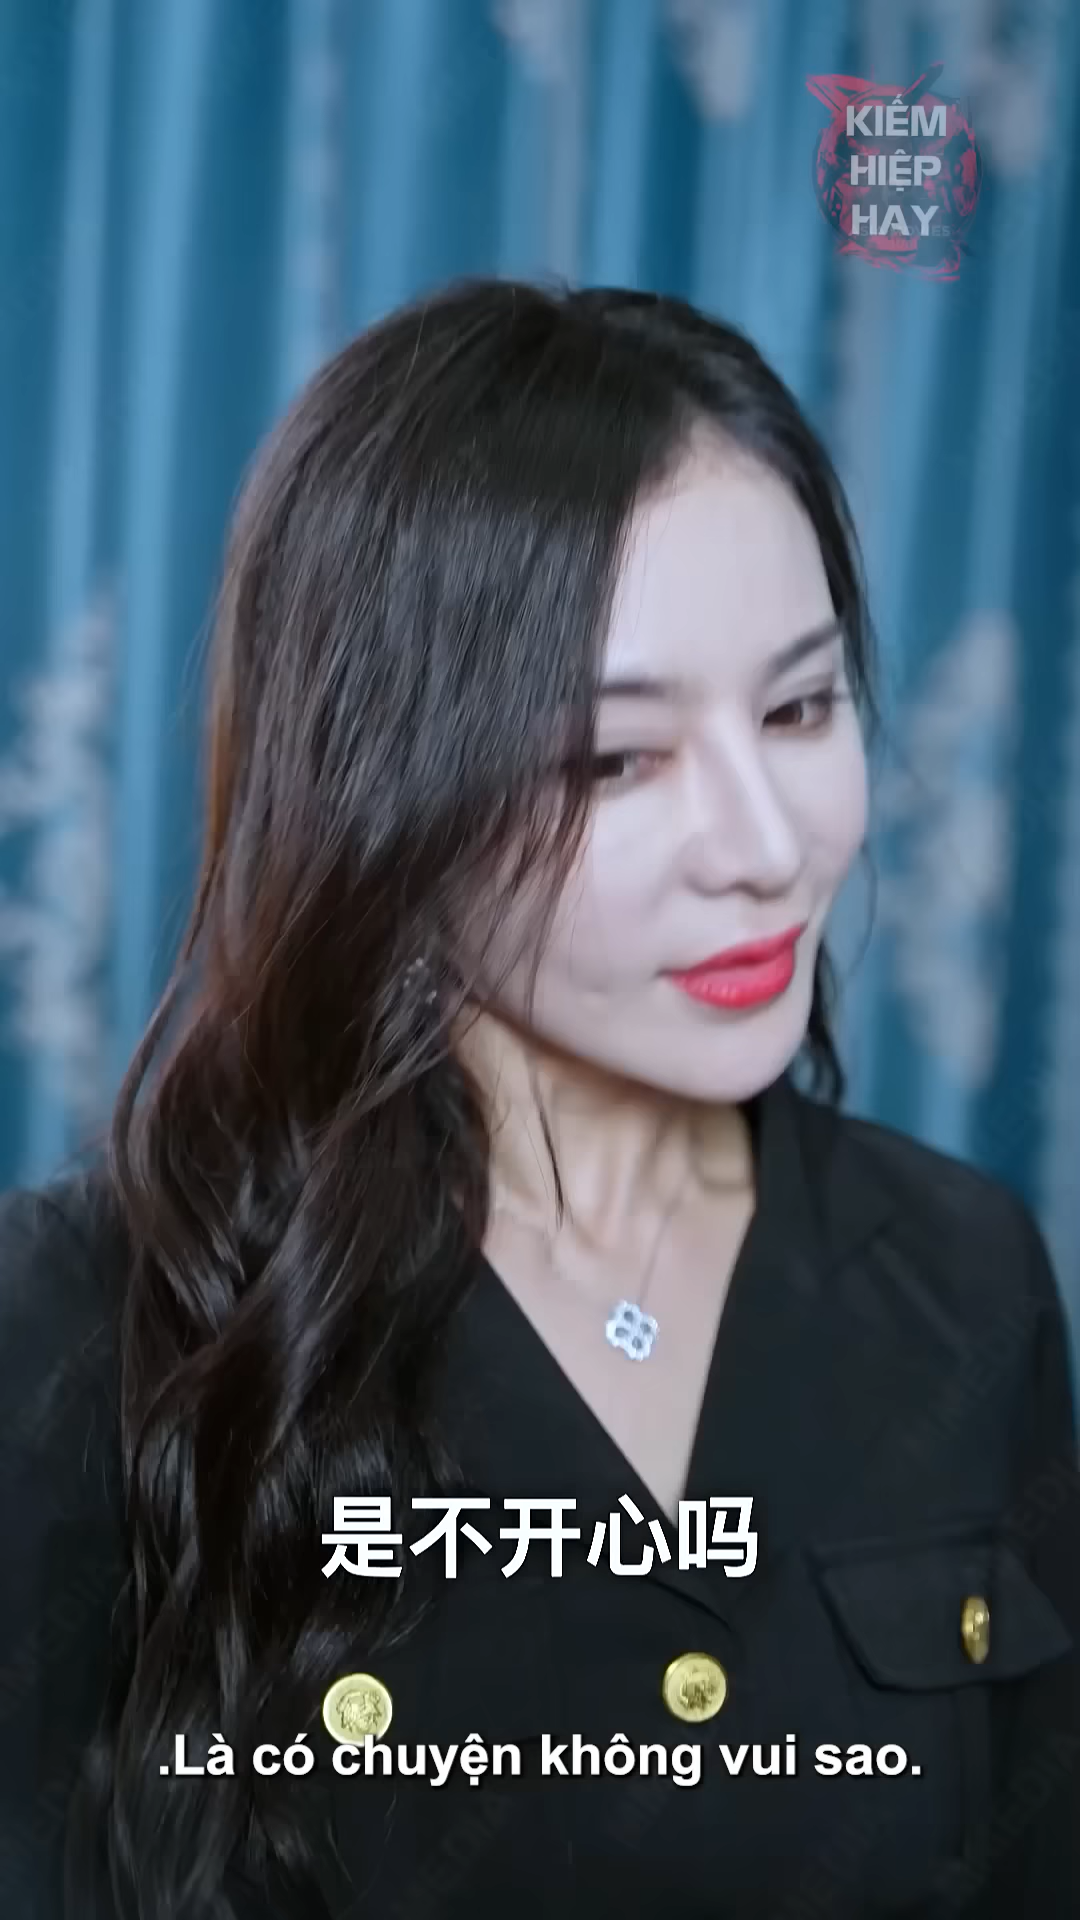 KIẾM
HIỆP
HAY
是不开心吗
.Là có chuyện không vui sao.